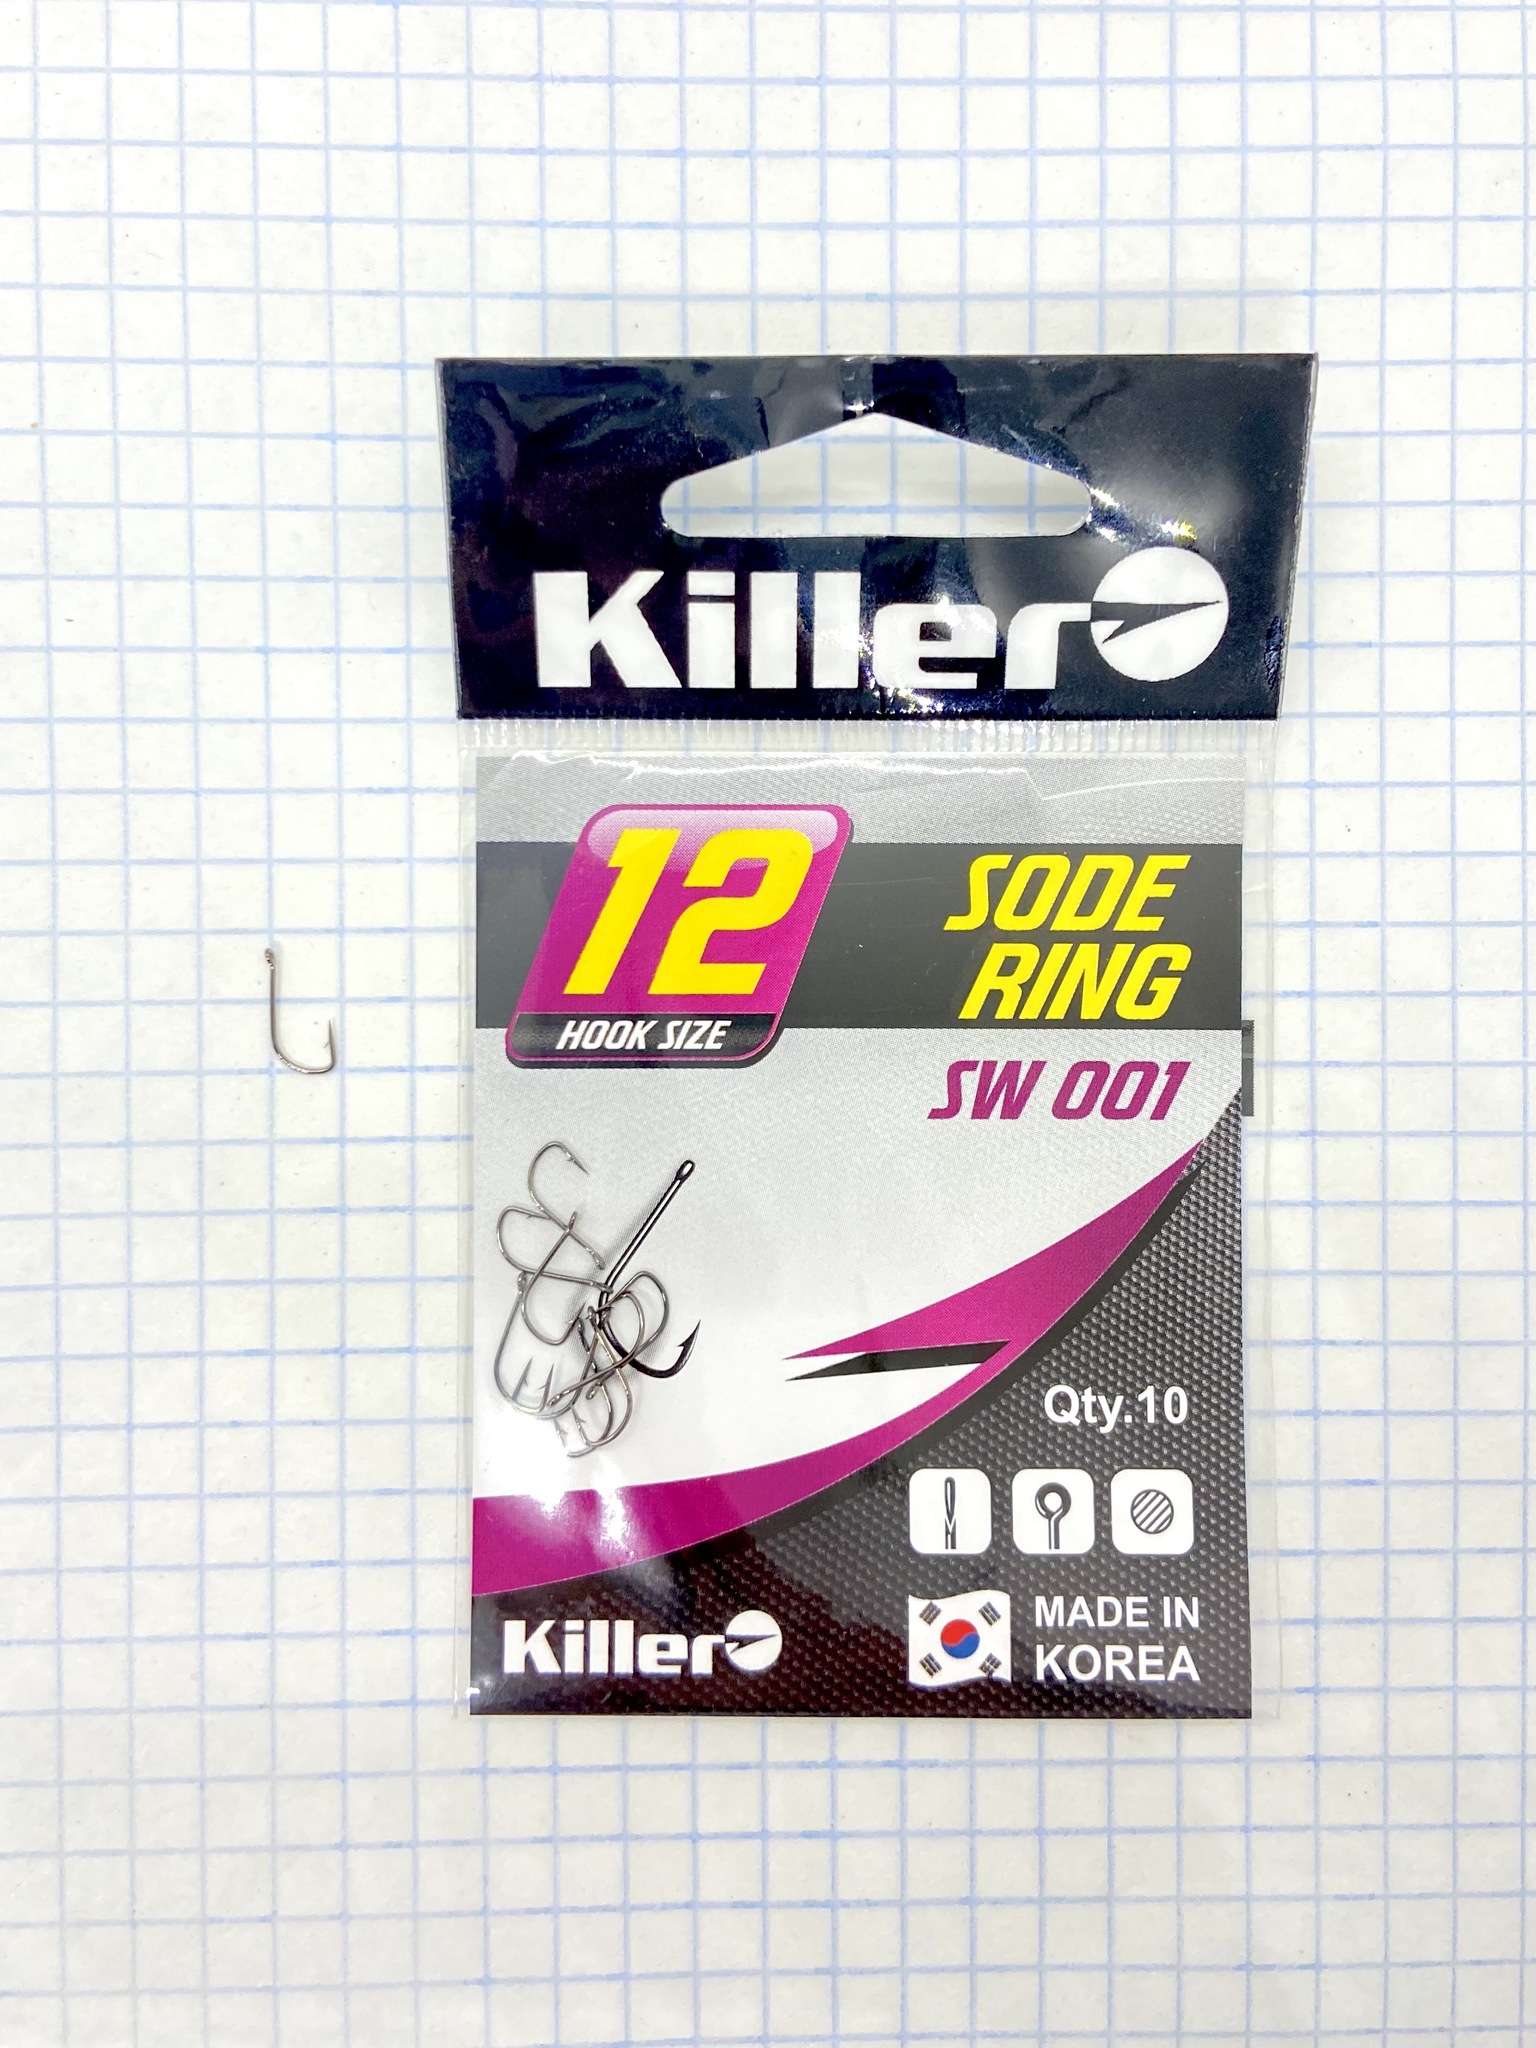 Killer
12
HOOK SIZE
SODE
RING
SW 001
Qty.10
MADE IN
KOREA
Killer